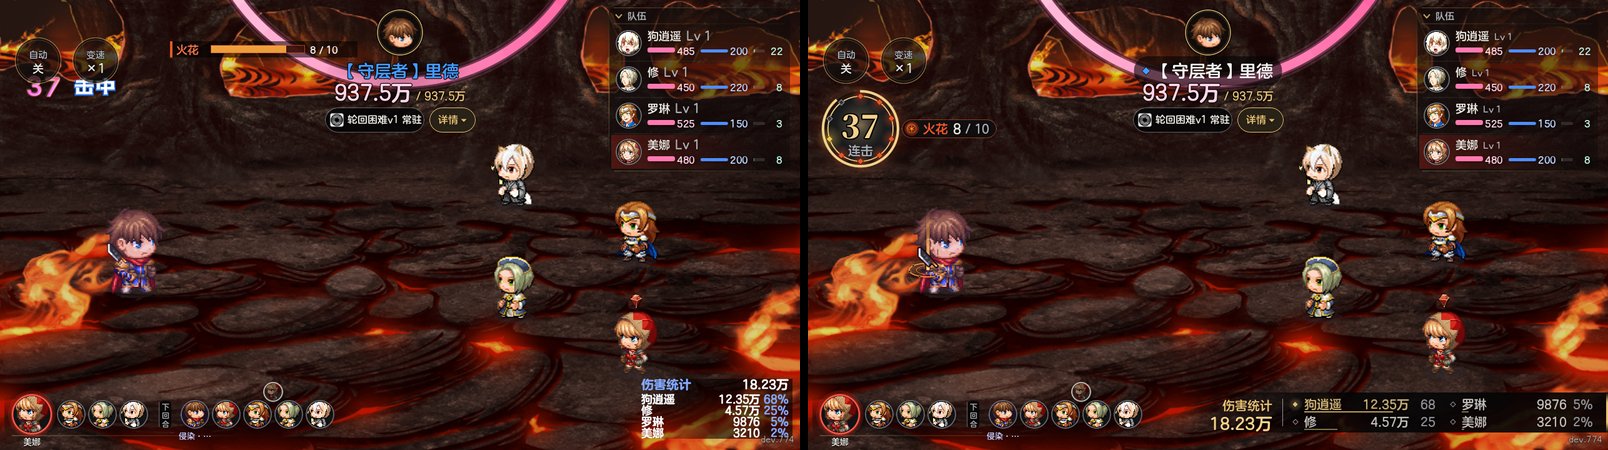 自动
关
变速
×1
37 击中
火花 8 / 10
【守层者】里德
937.5万 / 937.5万
轮回困难v1 常驻
详情
队伍
狗逍遥 Lv 1
485 200 22
修 Lv 1
450 220 8
罗琳 Lv 1
525 150 3
美娜 Lv 1
480 200 8
美娜
下回合
侵染·...
伤害统计 18.23万
狗逍遥 12.35万 68%
修 4.57万 25%
罗琳 9876 5%
美娜 3210 2%
dev.774
自动
关
变速
×1
37
连击
火花 8 / 10
【守层者】里德
937.5万 / 937.5万
轮回困难v1 常驻
详情
队伍
狗逍遥 Lv 1
485 200 22
修 Lv 1
450 220 8
罗琳 Lv 1
525 150 3
美娜 Lv 1
480 200 8
美娜
下回合
侵染·...
伤害统计
18.23万
狗逍遥 12.35万 68
修 4.57万 25
罗琳 9876 5%
美娜 3210 2%
dev.774